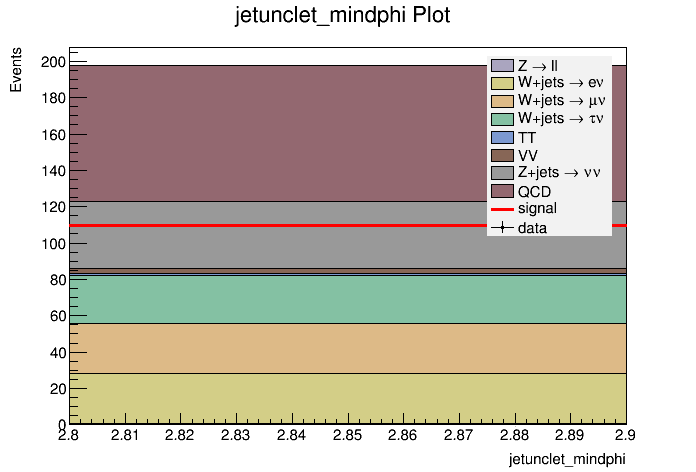 jetunclet_mindphi Plot
Events
200
180
160
140
120
100
80
60
40
20
0
Z → ll
W+jets → eν
W+jets → μν
W+jets → τν
TT
VV
Z+jets → νν
QCD
signal
data
2.8 2.81 2.82 2.83 2.84 2.85 2.86 2.87 2.88 2.89 2.9
jetunclet_mindphi